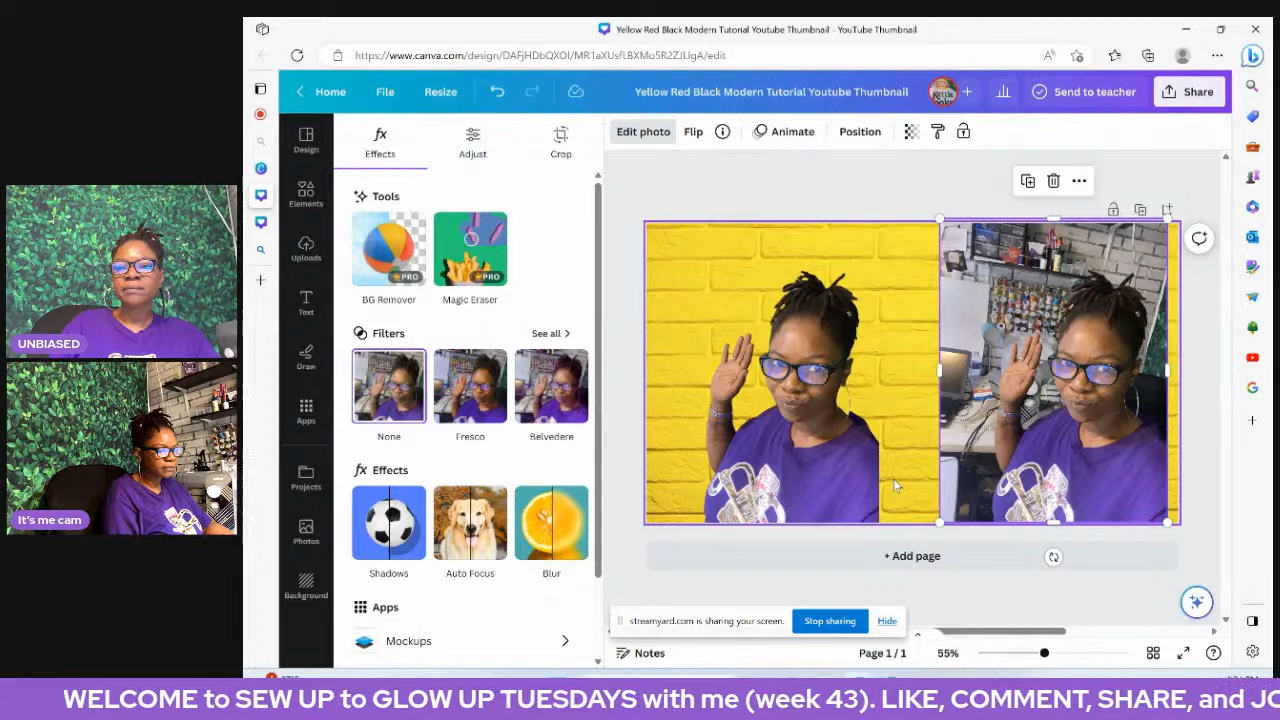 Yellow Red Black Modern Tutorial Youtube Thumbnail - YouTube Thumbnail
https://www.canva.com/design/DAFjHDbQXOI/MR1aXUsfLBXMo5R2ZJLIgA/edit
Home
File
Resize
Yellow Red Black Modern Tutorial Youtube Thumbnail
Send to teacher
Share
Design
Elements
Uploads
Text
Draw
Apps
Projects
Photos
Background
Effects
Adjust
Crop
Tools
PRO
PRO
BG Remover
Magic Eraser
Filters
See all
None
Fresco
Belvedere
fx Effects
Shadows
Auto Focus
Blur
Apps
Mockups
Edit photo
Flip
Animate
Position
+ Add page
streamyard.com is sharing your screen.
Stop sharing
Hide
Notes
Page 1 / 1
55%
UNBIASED
It's me cam
WELCOME to SEW UP to GLOW UP TUESDAYS with me (week 43). LIKE, COMMENT, SHARE, and JO